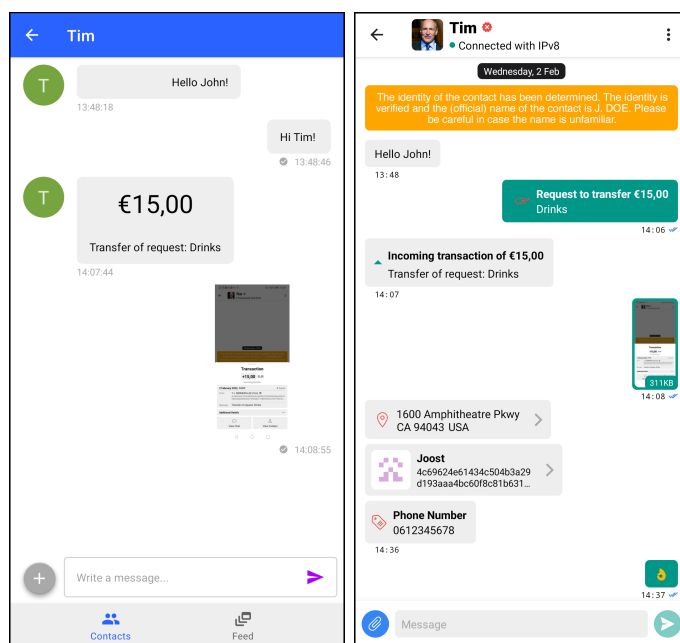 Tim
T
Hello John!
13:48:18
Hi Tim!
13:48:46
T
€15,00
Transfer of request: Drinks
14:07:44
Transaction
+15,00
Additional Details
14:08:55
Write a message...
Contacts
Feed
Tim
Connected with IPv8
Wednesday, 2 Feb
The identity of the contact has been determined. The identity is
verified and the (official) name of the contact is J. DOE. Please
be careful in case the name is unfamiliar.
Hello John!
13:48
Request to transfer €15,00
Drinks
14:06
Incoming transaction of €15,00
Transfer of request: Drinks
14:07
311KB
14:08
1600 Amphitheatre Pkwy
CA 94043 USA
Joost
4c69624e61434c504b3a29
d193aaa4bc60f8c81b631...
Phone Number
0612345678
14:36
14:37
Message